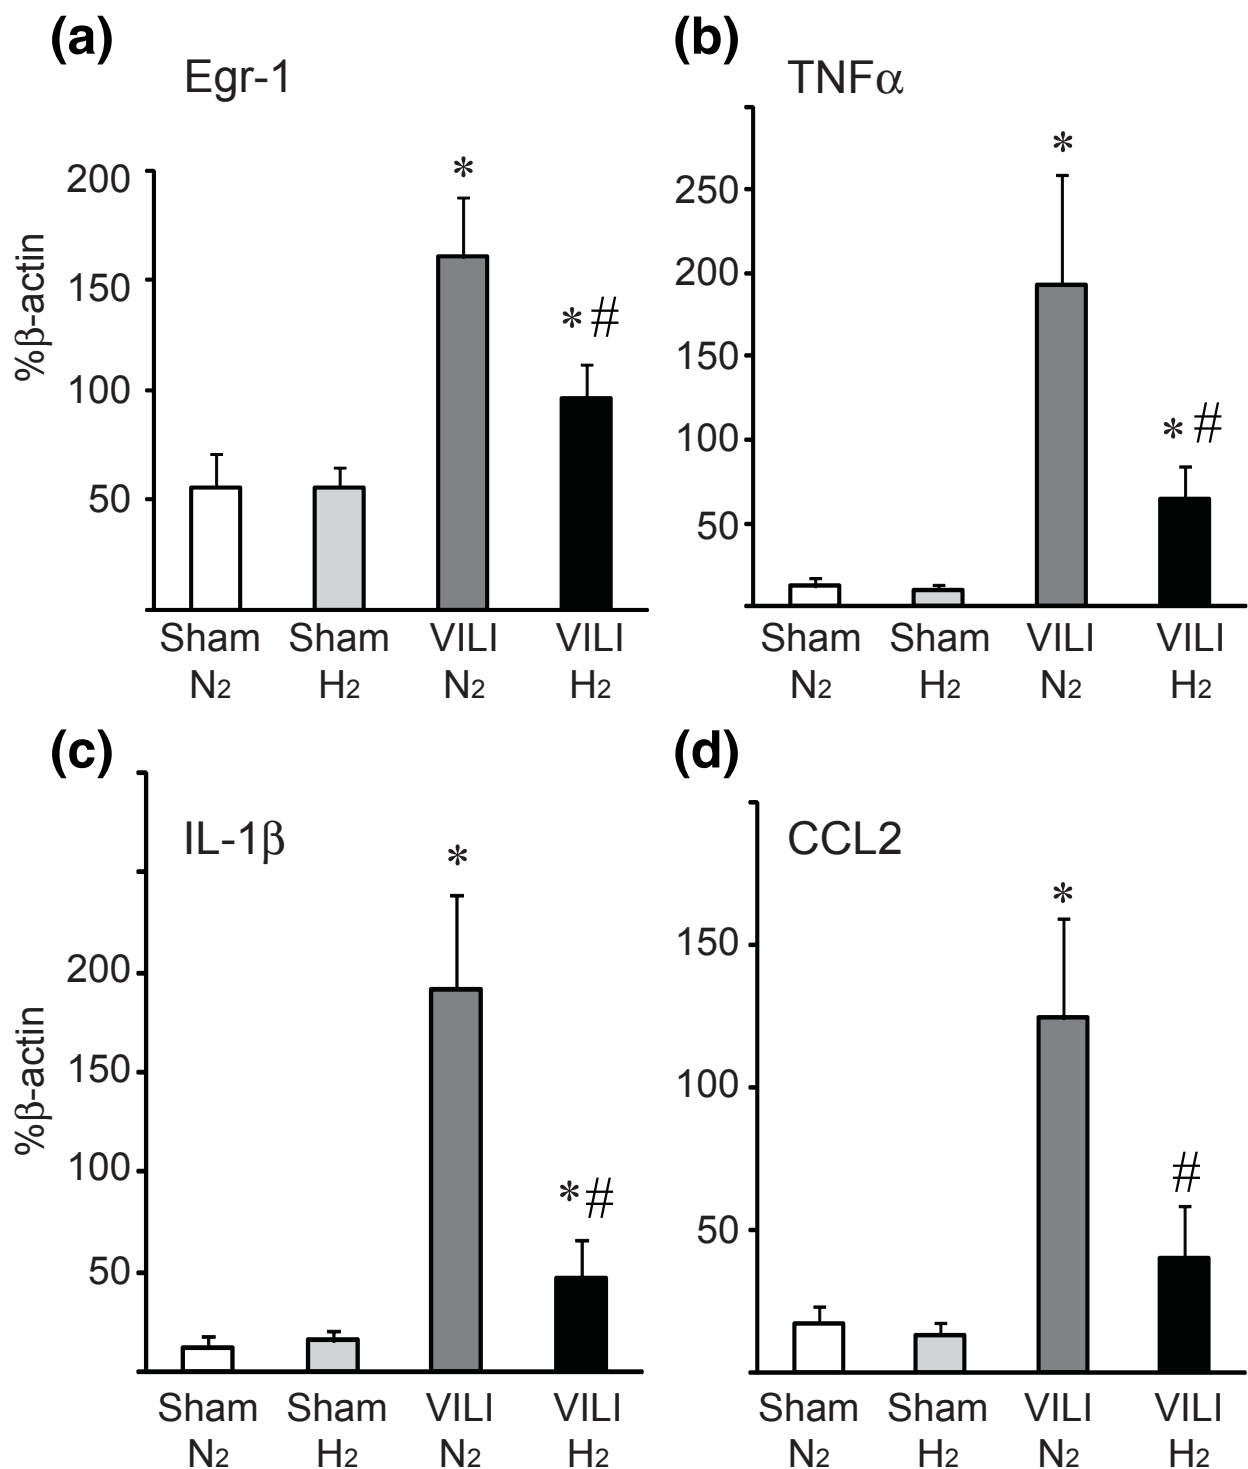 (a)
Egr-1
%β-actin
200
150
100
50
*
*#
Sham Sham VILI VILI
N2 H2 N2 H2
(b)
TNFα
250
200
150
100
50
*
*#
Sham Sham VILI VILI
N2 H2 N2 H2
(c)
IL-1β
%β-actin
200
150
100
50
*
*#
Sham Sham VILI VILI
N2 H2 N2 H2
(d)
CCL2
150
100
50
*
#
Sham Sham VILI VILI
N2 H2 N2 H2